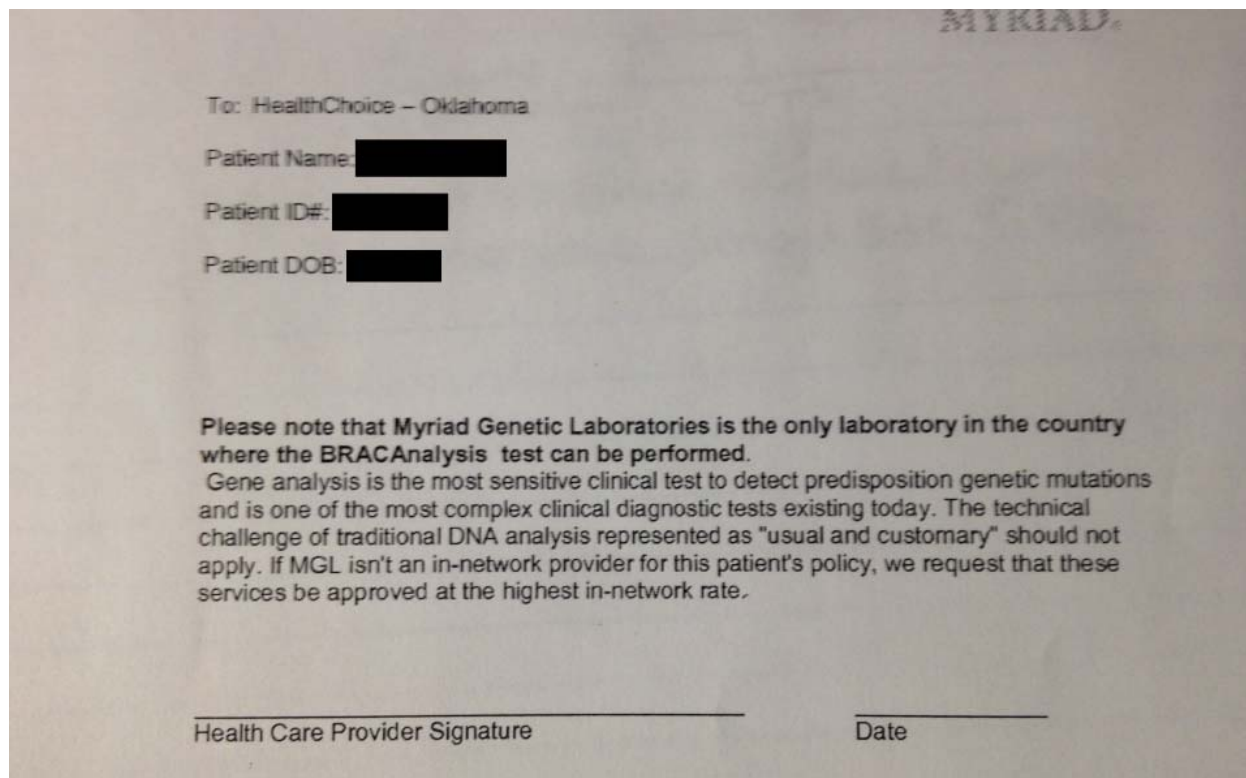 MYRIAD®
To: HealthChoice – Oklahoma
Patient Name:
Patient ID#:
Patient DOB:
Please note that Myriad Genetic Laboratories is the only laboratory in the country
where the BRACAnalysis test can be performed.
Gene analysis is the most sensitive clinical test to detect predisposition genetic mutations
and is one of the most complex clinical diagnostic tests existing today. The technical
challenge of traditional DNA analysis represented as "usual and customary" should not
apply. If MGL isn't an in-network provider for this patient's policy, we request that these
services be approved at the highest in-network rate.
Health Care Provider Signature Date